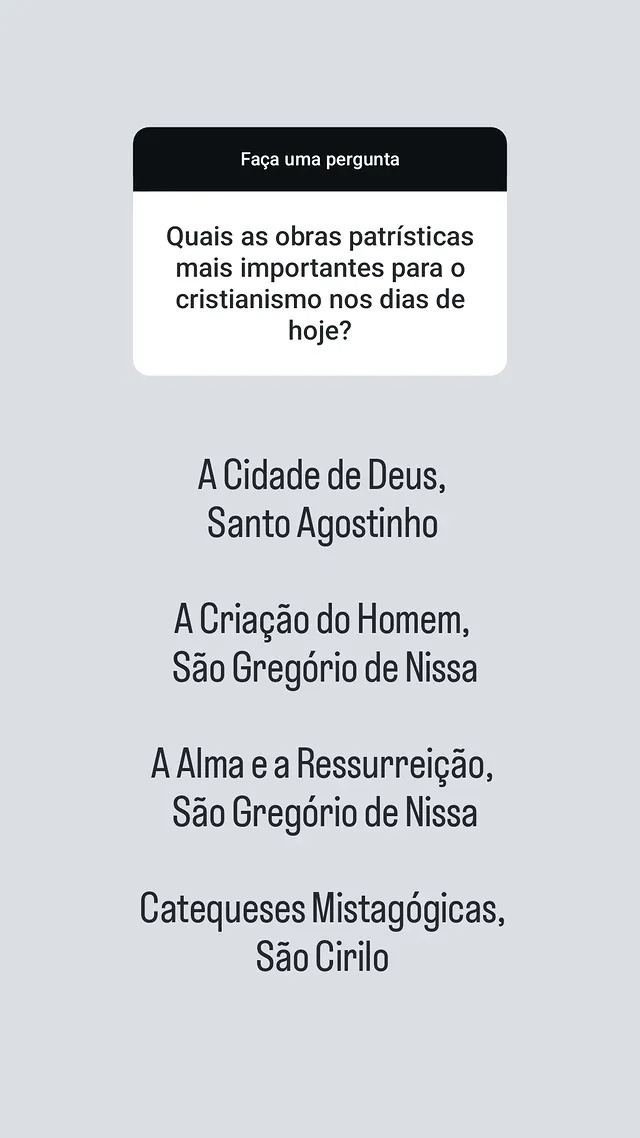 Faça uma pergunta
Quais as obras patrísticas
mais importantes para o
cristianismo nos dias de
hoje?
A Cidade de Deus,
Santo Agostinho
A Criação do Homem,
São Gregório de Nissa
A Alma e a Ressurreição,
São Gregório de Nissa
Catequeses Mistagógicas,
São Cirilo